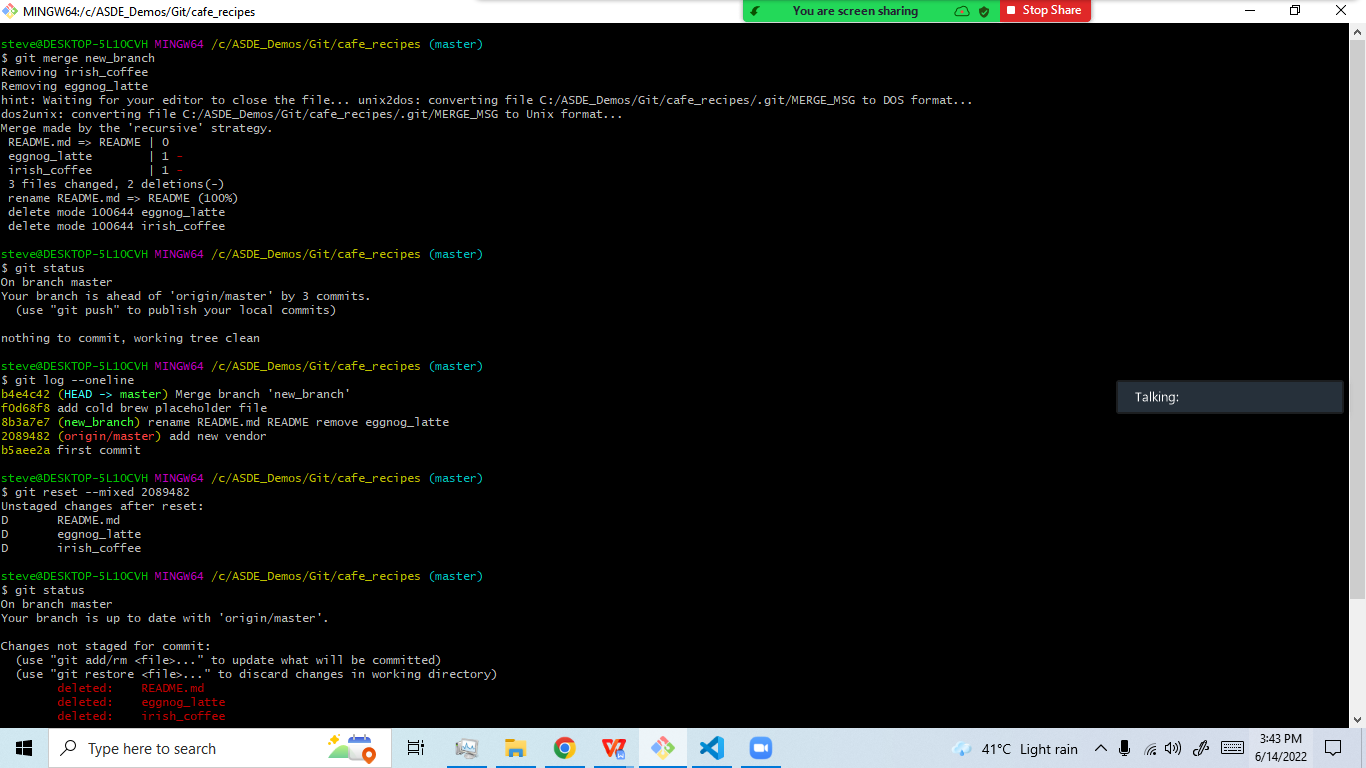 MINGW64:/c/ASDE_Demos/Git/cafe_recipes
You are screen sharing
Stop Share
steve@DESKTOP-5L1OCVH MINGW64 /c/ASDE_Demos/Git/cafe_recipes (master)
$ git merge new_branch
Removing irish_coffee
Removing eggnog_latte
hint: Waiting for your editor to close the file... unix2dos: converting file C:/ASDE_Demos/Git/cafe_recipes/.git/MERGE_MSG to DOS format...
dos2unix: converting file C:/ASDE_Demos/Git/cafe_recipes/.git/MERGE_MSG to Unix format...
Merge made by the 'recursive' strategy.
README.md => README | 0
eggnog_latte | 1 -
irish_coffee | 1 -
3 files changed, 2 deletions(-)
rename README.md => README (100%)
delete mode 100644 eggnog_latte
delete mode 100644 irish_coffee
steve@DESKTOP-5L1OCVH MINGW64 /c/ASDE_Demos/Git/cafe_recipes (master)
$ git status
On branch master
Your branch is ahead of 'origin/master' by 3 commits.
(use "git push" to publish your local commits)
nothing to commit, working tree clean
steve@DESKTOP-5L1OCVH MINGW64 /c/ASDE_Demos/Git/cafe_recipes (master)
$ git log --oneline
b4e4c42 (HEAD -> master) Merge branch 'new_branch'
f0d68f8 add cold brew placeholder file
8b3a7e7 (new_branch) rename README.md README remove eggnog_latte
2089482 (origin/master) add new vendor
b5aee2a first commit
steve@DESKTOP-5L1OCVH MINGW64 /c/ASDE_Demos/Git/cafe_recipes (master)
$ git reset --mixed 2089482
Unstaged changes after reset:
D README.md
D eggnog_latte
D irish_coffee
steve@DESKTOP-5L1OCVH MINGW64 /c/ASDE_Demos/Git/cafe_recipes (master)
$ git status
On branch master
Your branch is up to date with 'origin/master'.
Changes not staged for commit:
(use "git add/rm <file>..." to update what will be committed)
(use "git restore <file>..." to discard changes in working directory)
deleted: README.md
deleted: eggnog_latte
deleted: irish_coffee
Talking:
Type here to search
41°C Light rain
3:43 PM
6/14/2022